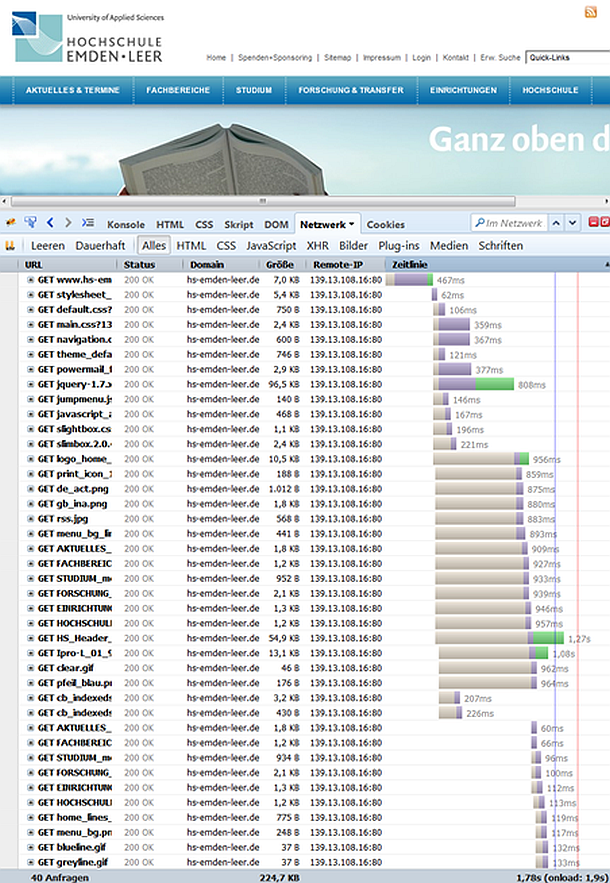 University of Applied Sciences
HOCHSCHULE
EMDEN•LEER
Home | Spenden+Sponsoring | Sitemap | Impressum | Login | Kontakt | Erw. Suche Quick-Links
AKTUELLES & TERMINE FACHBEREICHE STUDIUM FORSCHUNG & TRANSFER EINRICHTUNGEN HOCHSCHULE
Ganz oben d
Konsole HTML CSS Skript DOM Netzwerk Cookies Im Netzwerk
Leeren Dauerhaft Alles HTML CSS JavaScript XHR Bilder Plug-ins Medien Schriften
URL Status Domain Größe Remote-IP Zeitlinie
GET www.hs-em 200 OK hs-emden-leer.de 7,0 KB 139.13.108.16:80 467ms
GET stylesheet_ 200 OK hs-emden-leer.de 5,4 KB 139.13.108.16:80 62ms
GET default.css? 200 OK hs-emden-leer.de 750 B 139.13.108.16:80 106ms
GET main.css?13 200 OK hs-emden-leer.de 2,4 KB 139.13.108.16:80 359ms
GET navigation.c 200 OK hs-emden-leer.de 600 B 139.13.108.16:80 367ms
GET theme_defa 200 OK hs-emden-leer.de 746 B 139.13.108.16:80 121ms
GET powermail_f 200 OK hs-emden-leer.de 2,9 KB 139.13.108.16:80 377ms
GET jquery-1.7.x 200 OK hs-emden-leer.de 96,5 KB 139.13.108.16:80 808ms
GET jumpmenu.js 200 OK hs-emden-leer.de 140 B 139.13.108.16:80 146ms
GET javascript_a 200 OK hs-emden-leer.de 468 B 139.13.108.16:80 167ms
GET slightbox.cs 200 OK hs-emden-leer.de 1,1 KB 139.13.108.16:80 196ms
GET slimbox.2.0. 200 OK hs-emden-leer.de 2,4 KB 139.13.108.16:80 221ms
GET logo_home_ 200 OK hs-emden-leer.de 10,5 KB 139.13.108.16:80 956ms
GET print_icon_1 200 OK hs-emden-leer.de 188 B 139.13.108.16:80 859ms
GET de_act.png 200 OK hs-emden-leer.de 1.012 B 139.13.108.16:80 875ms
GET gb_ina.png 200 OK hs-emden-leer.de 1,8 KB 139.13.108.16:80 880ms
GET rss.jpg 200 OK hs-emden-leer.de 568 B 139.13.108.16:80 883ms
GET menu_bg_li 200 OK hs-emden-leer.de 441 B 139.13.108.16:80 893ms
GET AKTUELLES_ 200 OK hs-emden-leer.de 1,8 KB 139.13.108.16:80 909ms
GET FACHBEREIC 200 OK hs-emden-leer.de 1,2 KB 139.13.108.16:80 927ms
GET STUDIUM_m 200 OK hs-emden-leer.de 952 B 139.13.108.16:80 933ms
GET FORSCHUNG_ 200 OK hs-emden-leer.de 2,1 KB 139.13.108.16:80 939ms
GET EINRICHTUN 200 OK hs-emden-leer.de 1,3 KB 139.13.108.16:80 946ms
GET HOCHSCHUL 200 OK hs-emden-leer.de 1,2 KB 139.13.108.16:80 957ms
GET HS_Header_ 200 OK hs-emden-leer.de 54,9 KB 139.13.108.16:80 1,27s
GET Ipro-L_01_9 200 OK hs-emden-leer.de 13,1 KB 139.13.108.16:80 1,08s
GET clear.gif 200 OK hs-emden-leer.de 46 B 139.13.108.16:80 962ms
GET pfeil_blau.pn 200 OK hs-emden-leer.de 176 B 139.13.108.16:80 964ms
GET cb_indexeds 200 OK hs-emden-leer.de 3,2 KB 139.13.108.16:80 207ms
GET cb_indexeds 200 OK hs-emden-leer.de 430 B 139.13.108.16:80 226ms
GET AKTUELLES_ 200 OK hs-emden-leer.de 1,8 KB 139.13.108.16:80 60ms
GET FACHBEREIC 200 OK hs-emden-leer.de 1,2 KB 139.13.108.16:80 66ms
GET STUDIUM_m 200 OK hs-emden-leer.de 934 B 139.13.108.16:80 96ms
GET FORSCHUNG_ 200 OK hs-emden-leer.de 2,1 KB 139.13.108.16:80 100ms
GET EINRICHTUN 200 OK hs-emden-leer.de 1,3 KB 139.13.108.16:80 112ms
GET HOCHSCHUL 200 OK hs-emden-leer.de 1,2 KB 139.13.108.16:80 113ms
GET home_lines_ 200 OK hs-emden-leer.de 775 B 139.13.108.16:80 119ms
GET menu_bg.pn 200 OK hs-emden-leer.de 248 B 139.13.108.16:80 117ms
GET blueline.gif 200 OK hs-emden-leer.de 37 B 139.13.108.16:80 132ms
GET greyline.gif 200 OK hs-emden-leer.de 37 B 139.13.108.16:80 133ms
40 Anfragen 224,7 KB 1,78s (onload: 1,9s)